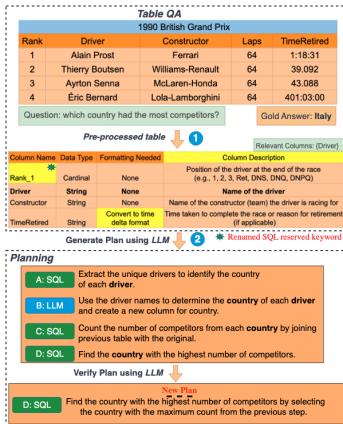 Table QA
1990 British Grand Prix
Rank Driver Constructor Laps TimeRetired
1 Alain Prost Ferrari 64 1:18:31
2 Thierry Boutsen Williams-Renault 64 39.092
3 Ayrton Senna McLaren-Honda 64 43.088
4 Éric Bernard Lola-Lamborghini 64 401:03:00
Question: which country had the most competitors? Gold Answer: Italy
Pre-processed table 1
Relevant Columns: {Driver}
Column Name Data Type Formatting Needed Column Description
Rank_1 Cardinal None Position of the driver at the end of the race
(e.g., 1, 2, 3, Ret, DNS, DNQ, DNPQ)
Driver String None Name of the driver
Constructor String None Name of the constructor (team) the driver is racing for
TimeRetired String Convert to time Time taken to complete the race or reason for retirement
delta format (if applicable)
Generate Plan using LLM 2 Renamed SQL reserved keyword
Planning
A: SQL Extract the unique drivers to identify the country
of each driver.
B: LLM Use the driver names to determine the country of each driver
and create a new column for country.
C: SQL Count the number of competitors from each country by joining
previous table with the original.
D: SQL Find the country with the highest number of competitors.
Verify Plan using LLM
New Plan
D: SQL Find the country with the highest number of competitors by selecting
the country with the maximum count from the previous step.